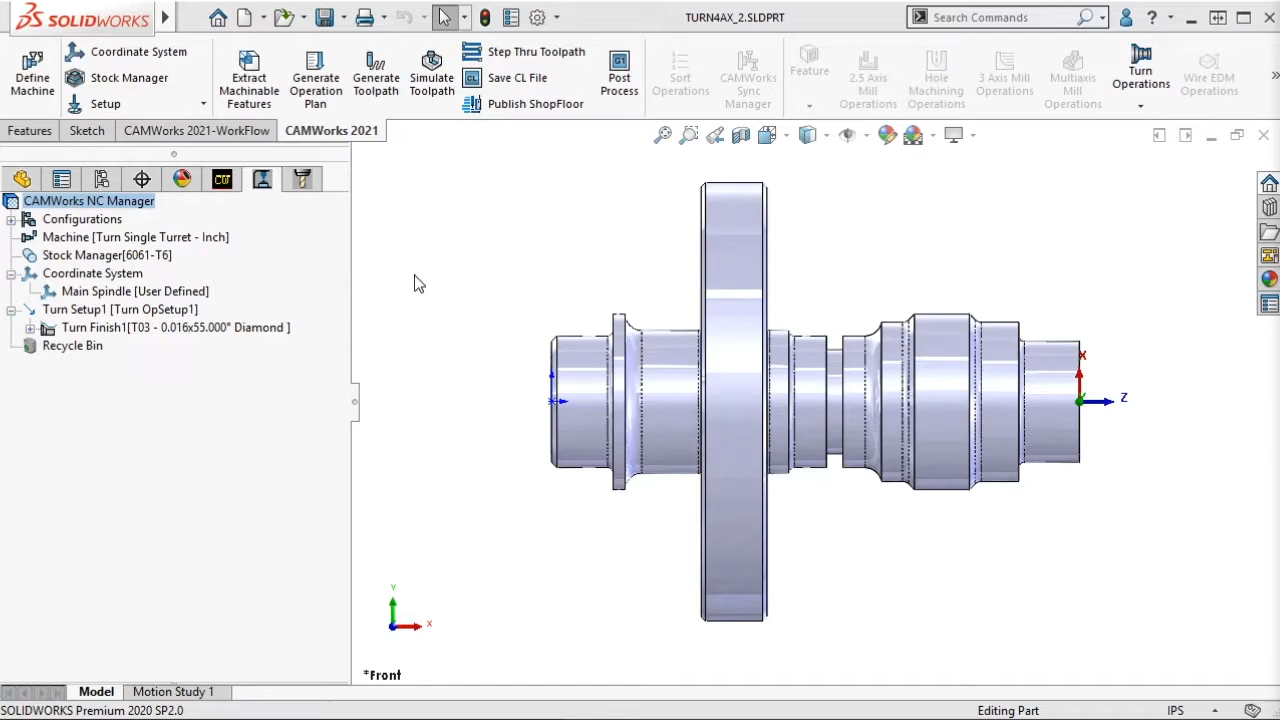 SOLIDWORKS
TURN4AX_2.SLDPRT
Search Commands
Define Machine
Coordinate System
Stock Manager
Setup
Extract Machinable Features
Generate Operation Plan
Generate Toolpath
Simulate Toolpath
Step Thru Toolpath
Save CL File
Publish ShopFloor
G1
CL
Post Process
Sort Operations
CAMWorks Sync Manager
Feature
2.5 Axis Mill Operations
Hole Machining Operations
3 Axis Mill Operations
Multiaxis Mill Operations
Turn Operations
Wire EDM Operations
Features
Sketch
CAMWorks 2021-WorkFlow
CAMWorks 2021
CAMWorks NC Manager
Configurations
Machine [Turn Single Turret - Inch]
Stock Manager[6061-T6]
Coordinate System
Main Spindle [User Defined]
Turn Setup1 [Turn OpSetup1]
Turn Finish1[T03 - 0.016x55.000° Diamond ]
Recycle Bin
X
Z
Y
X
*Front
Model
Motion Study 1
SOLIDWORKS Premium 2020 SP2.0
Editing Part
IPS